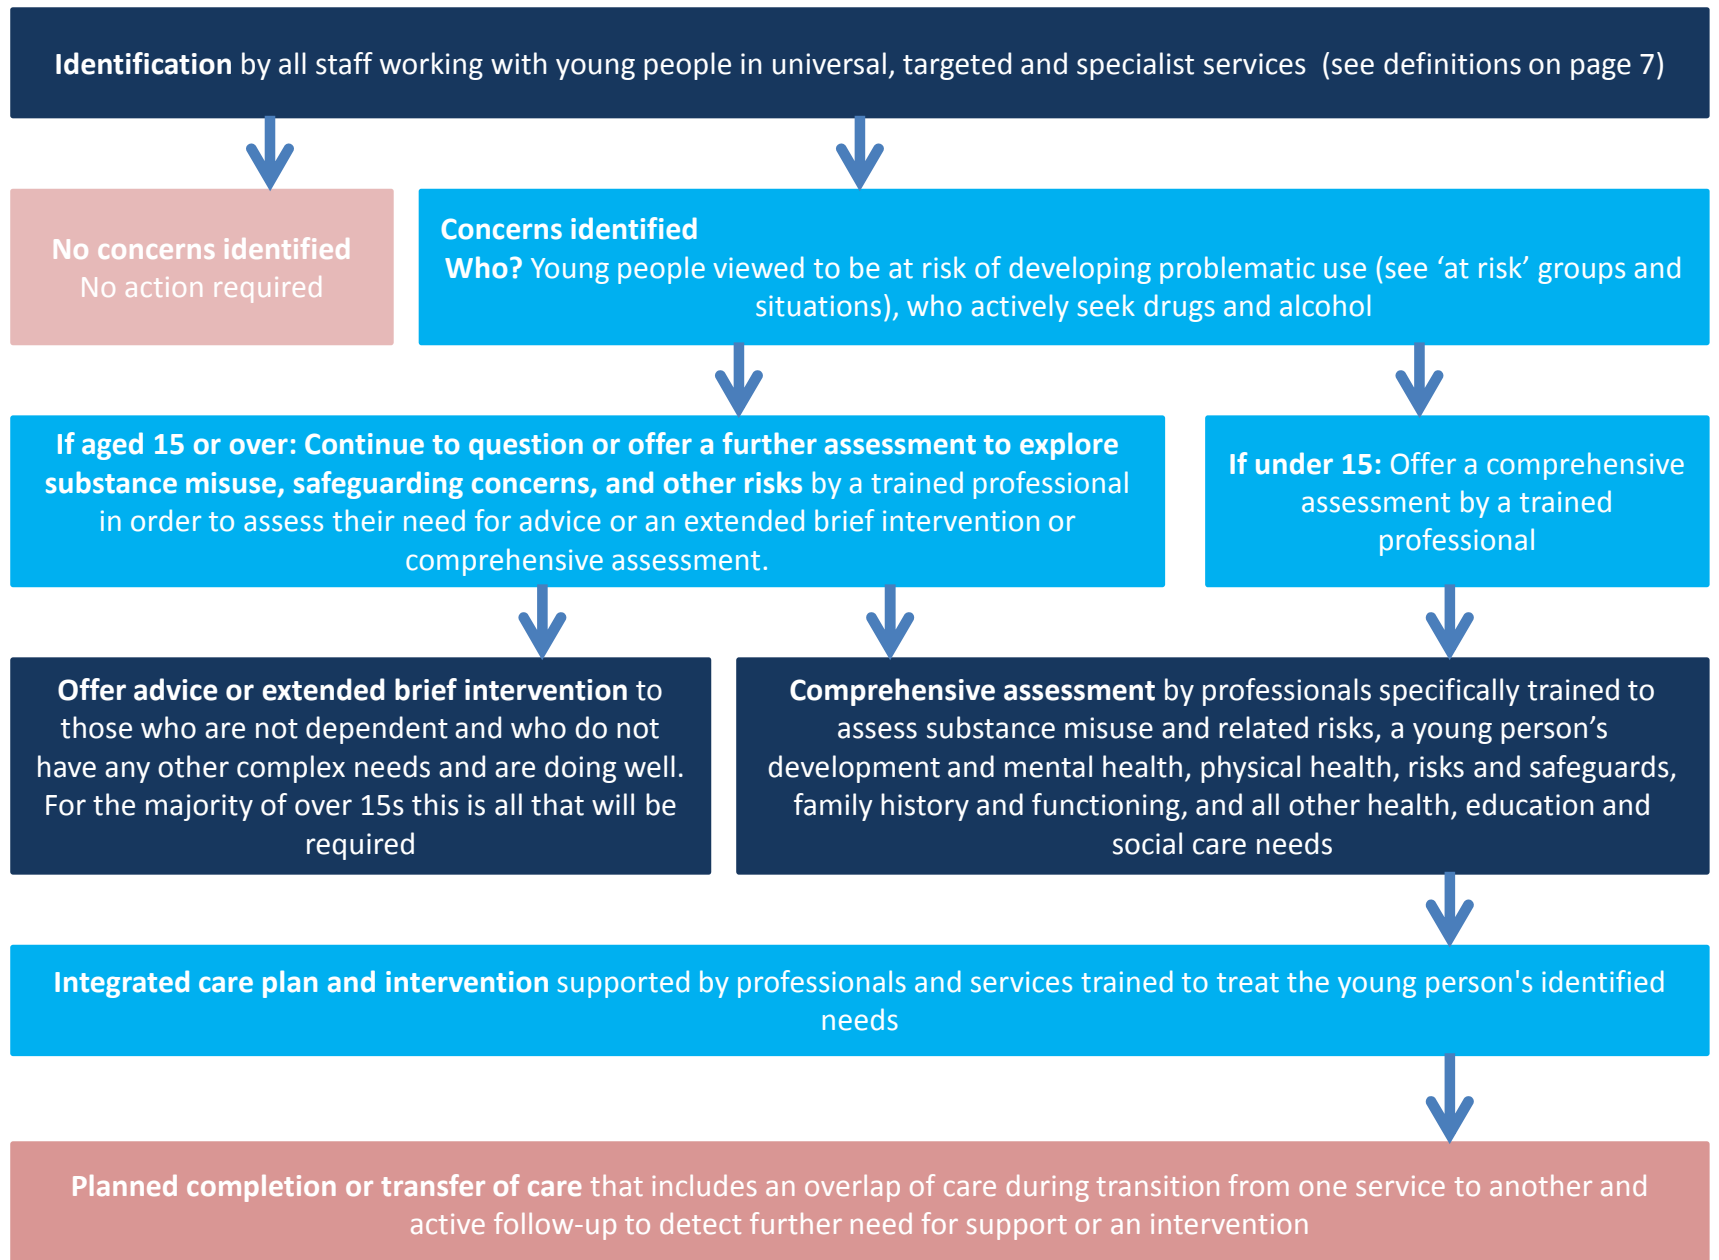 Identification by all staff working with young people in universal, targeted and specialist services  (see definitions on page 7)
No concerns identified
No action required
Concerns identified
Who? Young people viewed to be at risk of developing problematic use (see ‘at risk’ groups and
situations), who actively seek drugs and alcohol
If aged 15 or over: Continue to question or offer a further assessment to explore
substance misuse, safeguarding concerns, and other risks by a trained professional
in order to assess their need for advice or an extended brief intervention or
comprehensive assessment.
If under 15: Offer a comprehensive
assessment by a trained
professional
Offer advice or extended brief intervention to
those who are not dependent and who do not
have any other complex needs and are doing well.
For the majority of over 15s this is all that will be
required
Comprehensive assessment by professionals specifically trained to
assess substance misuse and related risks, a young person’s
development and mental health, physical health, risks and safeguards,
family history and functioning, and all other health, education and
social care needs
Integrated care plan and intervention supported by professionals and services trained to treat the young person's identified
needs
Planned completion or transfer of care that includes an overlap of care during transition from one service to another and
active follow-up to detect further need for support or an intervention